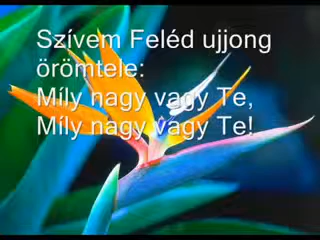 Szívem Feléd ujjong
örömtele:
Míly nagy vagy Te,
Míly nagy vagy Te!